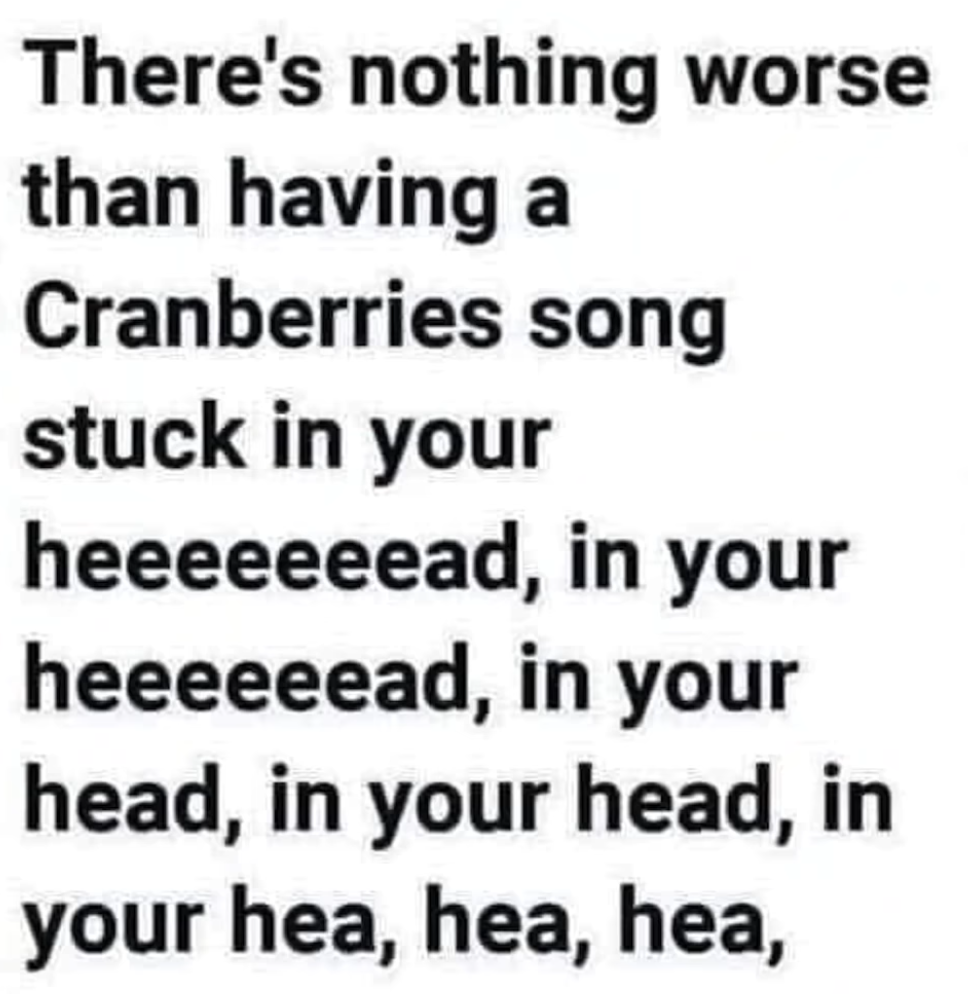 There's nothing worse
than having a
Cranberries song
stuck in your
heeeeeeead, in your
heeeeeead, in your
head, in your head, in
your hea, hea, hea,